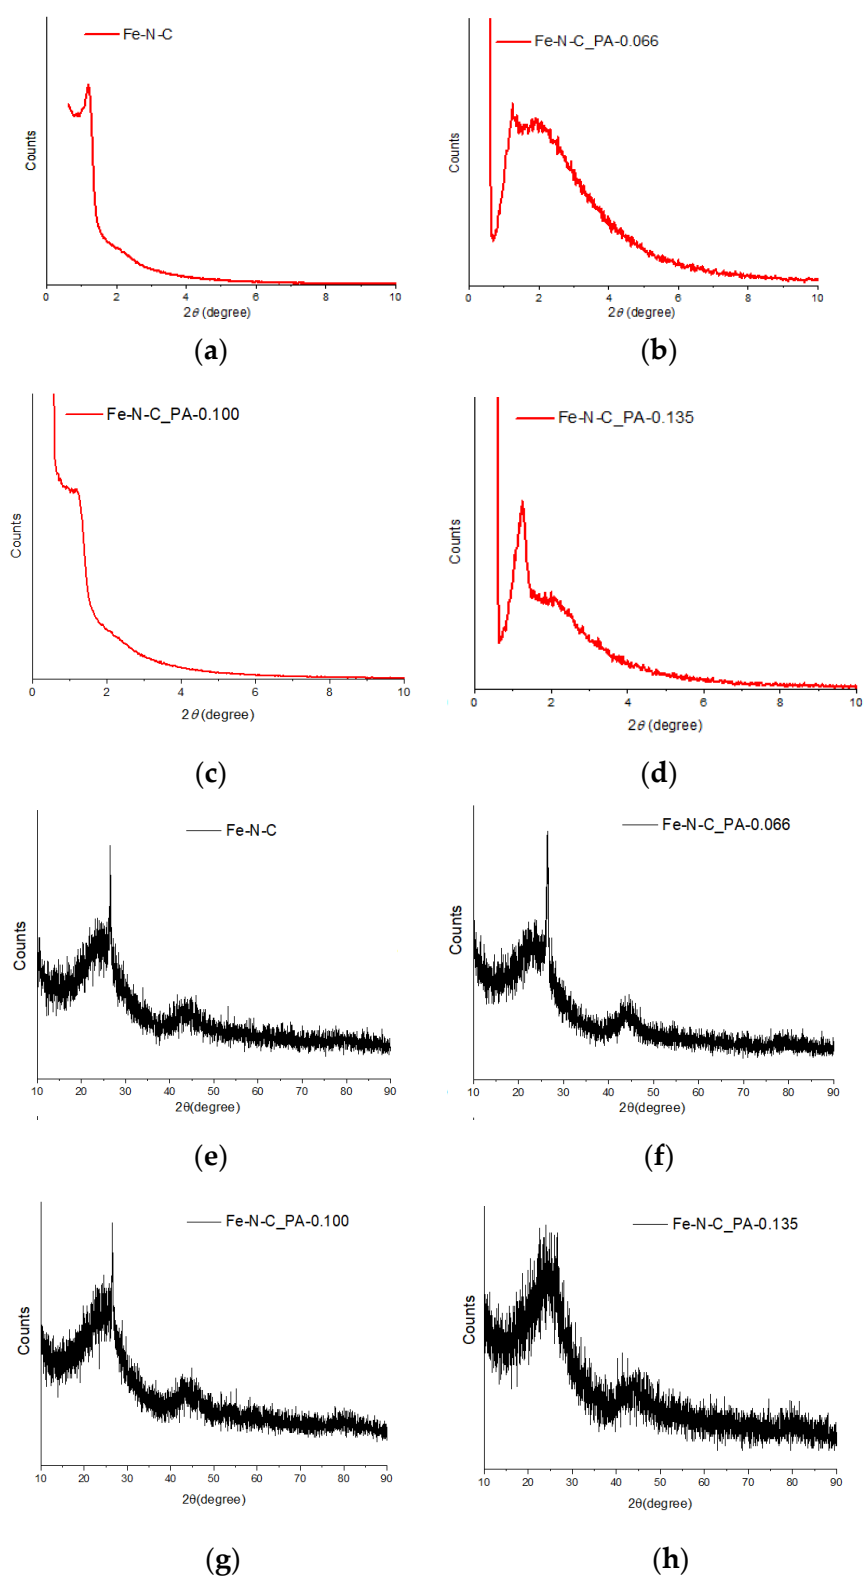 Fe-N-C
Counts
0 2 4 6 8 10
2θ (degree)
(a)
Fe-N-C_PA-0.066
Counts
0 2 4 6 8 10
2θ (degree)
(b)
Fe-N-C_PA-0.100
Counts
0 2 4 6 8 10
2θ (degree)
(c)
Fe-N-C_PA-0.135
Counts
0 2 4 6 8 10
2θ (degree)
(d)
Fe-N-C
Counts
10 20 30 40 50 60 70 80 90
2θ(degree)
(e)
Fe-N-C_PA-0.066
Counts
10 20 30 40 50 60 70 80 90
2θ(degree)
(f)
Fe-N-C_PA-0.100
Counts
10 20 30 40 50 60 70 80 90
2θ(degree)
(g)
Fe-N-C_PA-0.135
Counts
10 20 30 40 50 60 70 80 90
2θ(degree)
(h)